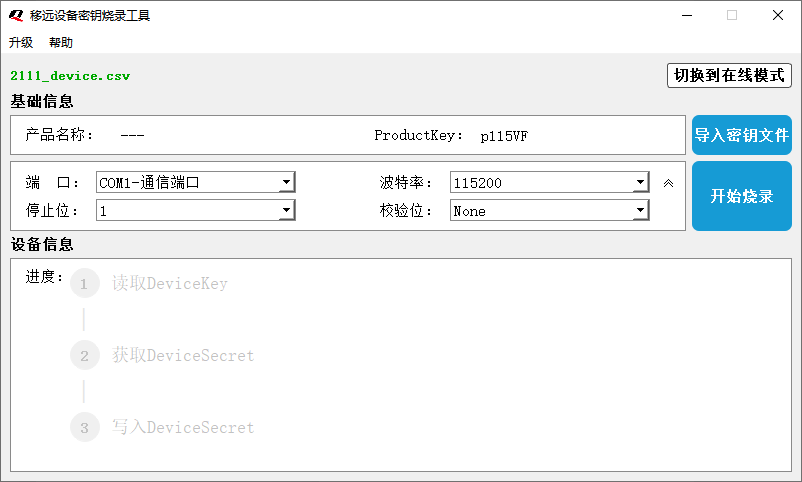 移远设备密钥烧录工具
升级 帮助
2111_device.csv 切换到在线模式
基础信息
产品名称： --- ProductKey： p115VF 导入密钥文件
端 口： COM1-通信端口 波特率： 115200
停止位： 1 校验位： None 开始烧录
设备信息
进度：
1 读取DeviceKey
2 获取DeviceSecret
3 写入DeviceSecret